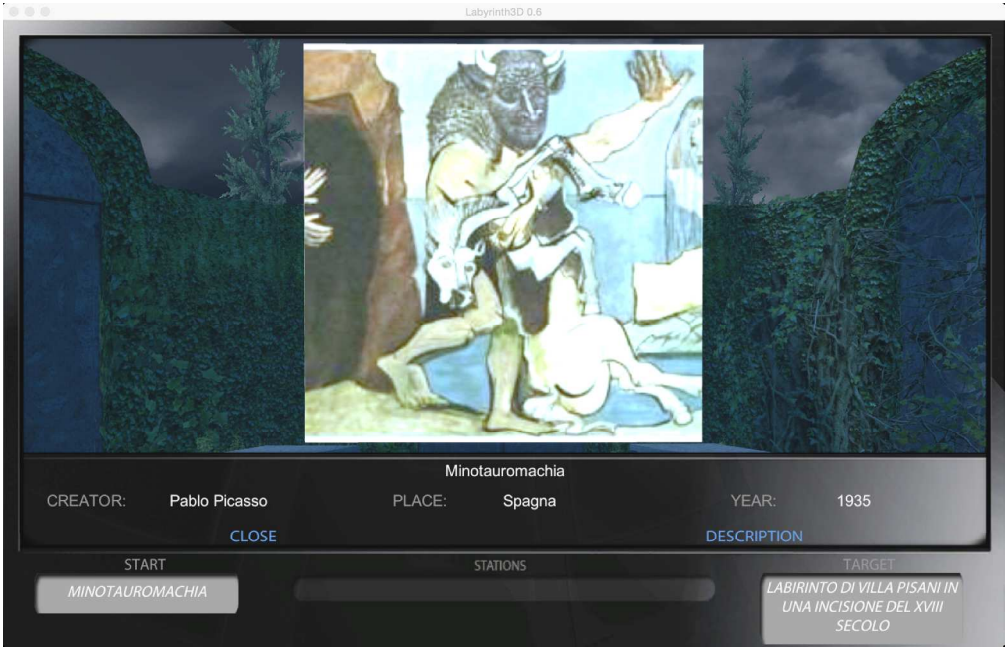 Labyrinth3D 0.6
Minotauromachia
CREATOR: Pablo Picasso PLACE: Spagna YEAR: 1935
CLOSE DESCRIPTION
START STATIONS TARGET
MINOTAUROMACHIA
LABIRINTO DI VILLA PISANI IN
UNA INCISIONE DEL XVIII
SECOLO